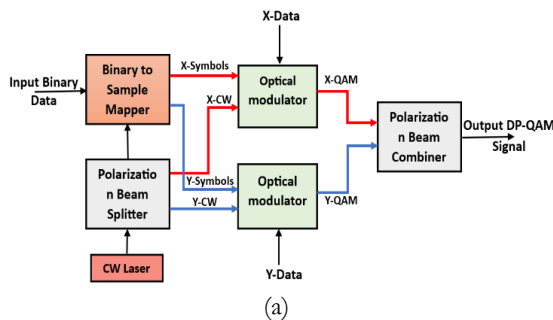 X-Data
Input Binary
Data
Binary to
Sample
Mapper
X-Symbols
X-CW
Optical
modulator
X-QAM
Polarizatio
n Beam
Combiner
Output DP-QAM
Signal
Polarizatio
n Beam
Splitter
Y-Symbols
Y-CW
Optical
modulator
Y-QAM
CW Laser
Y-Data
(a)